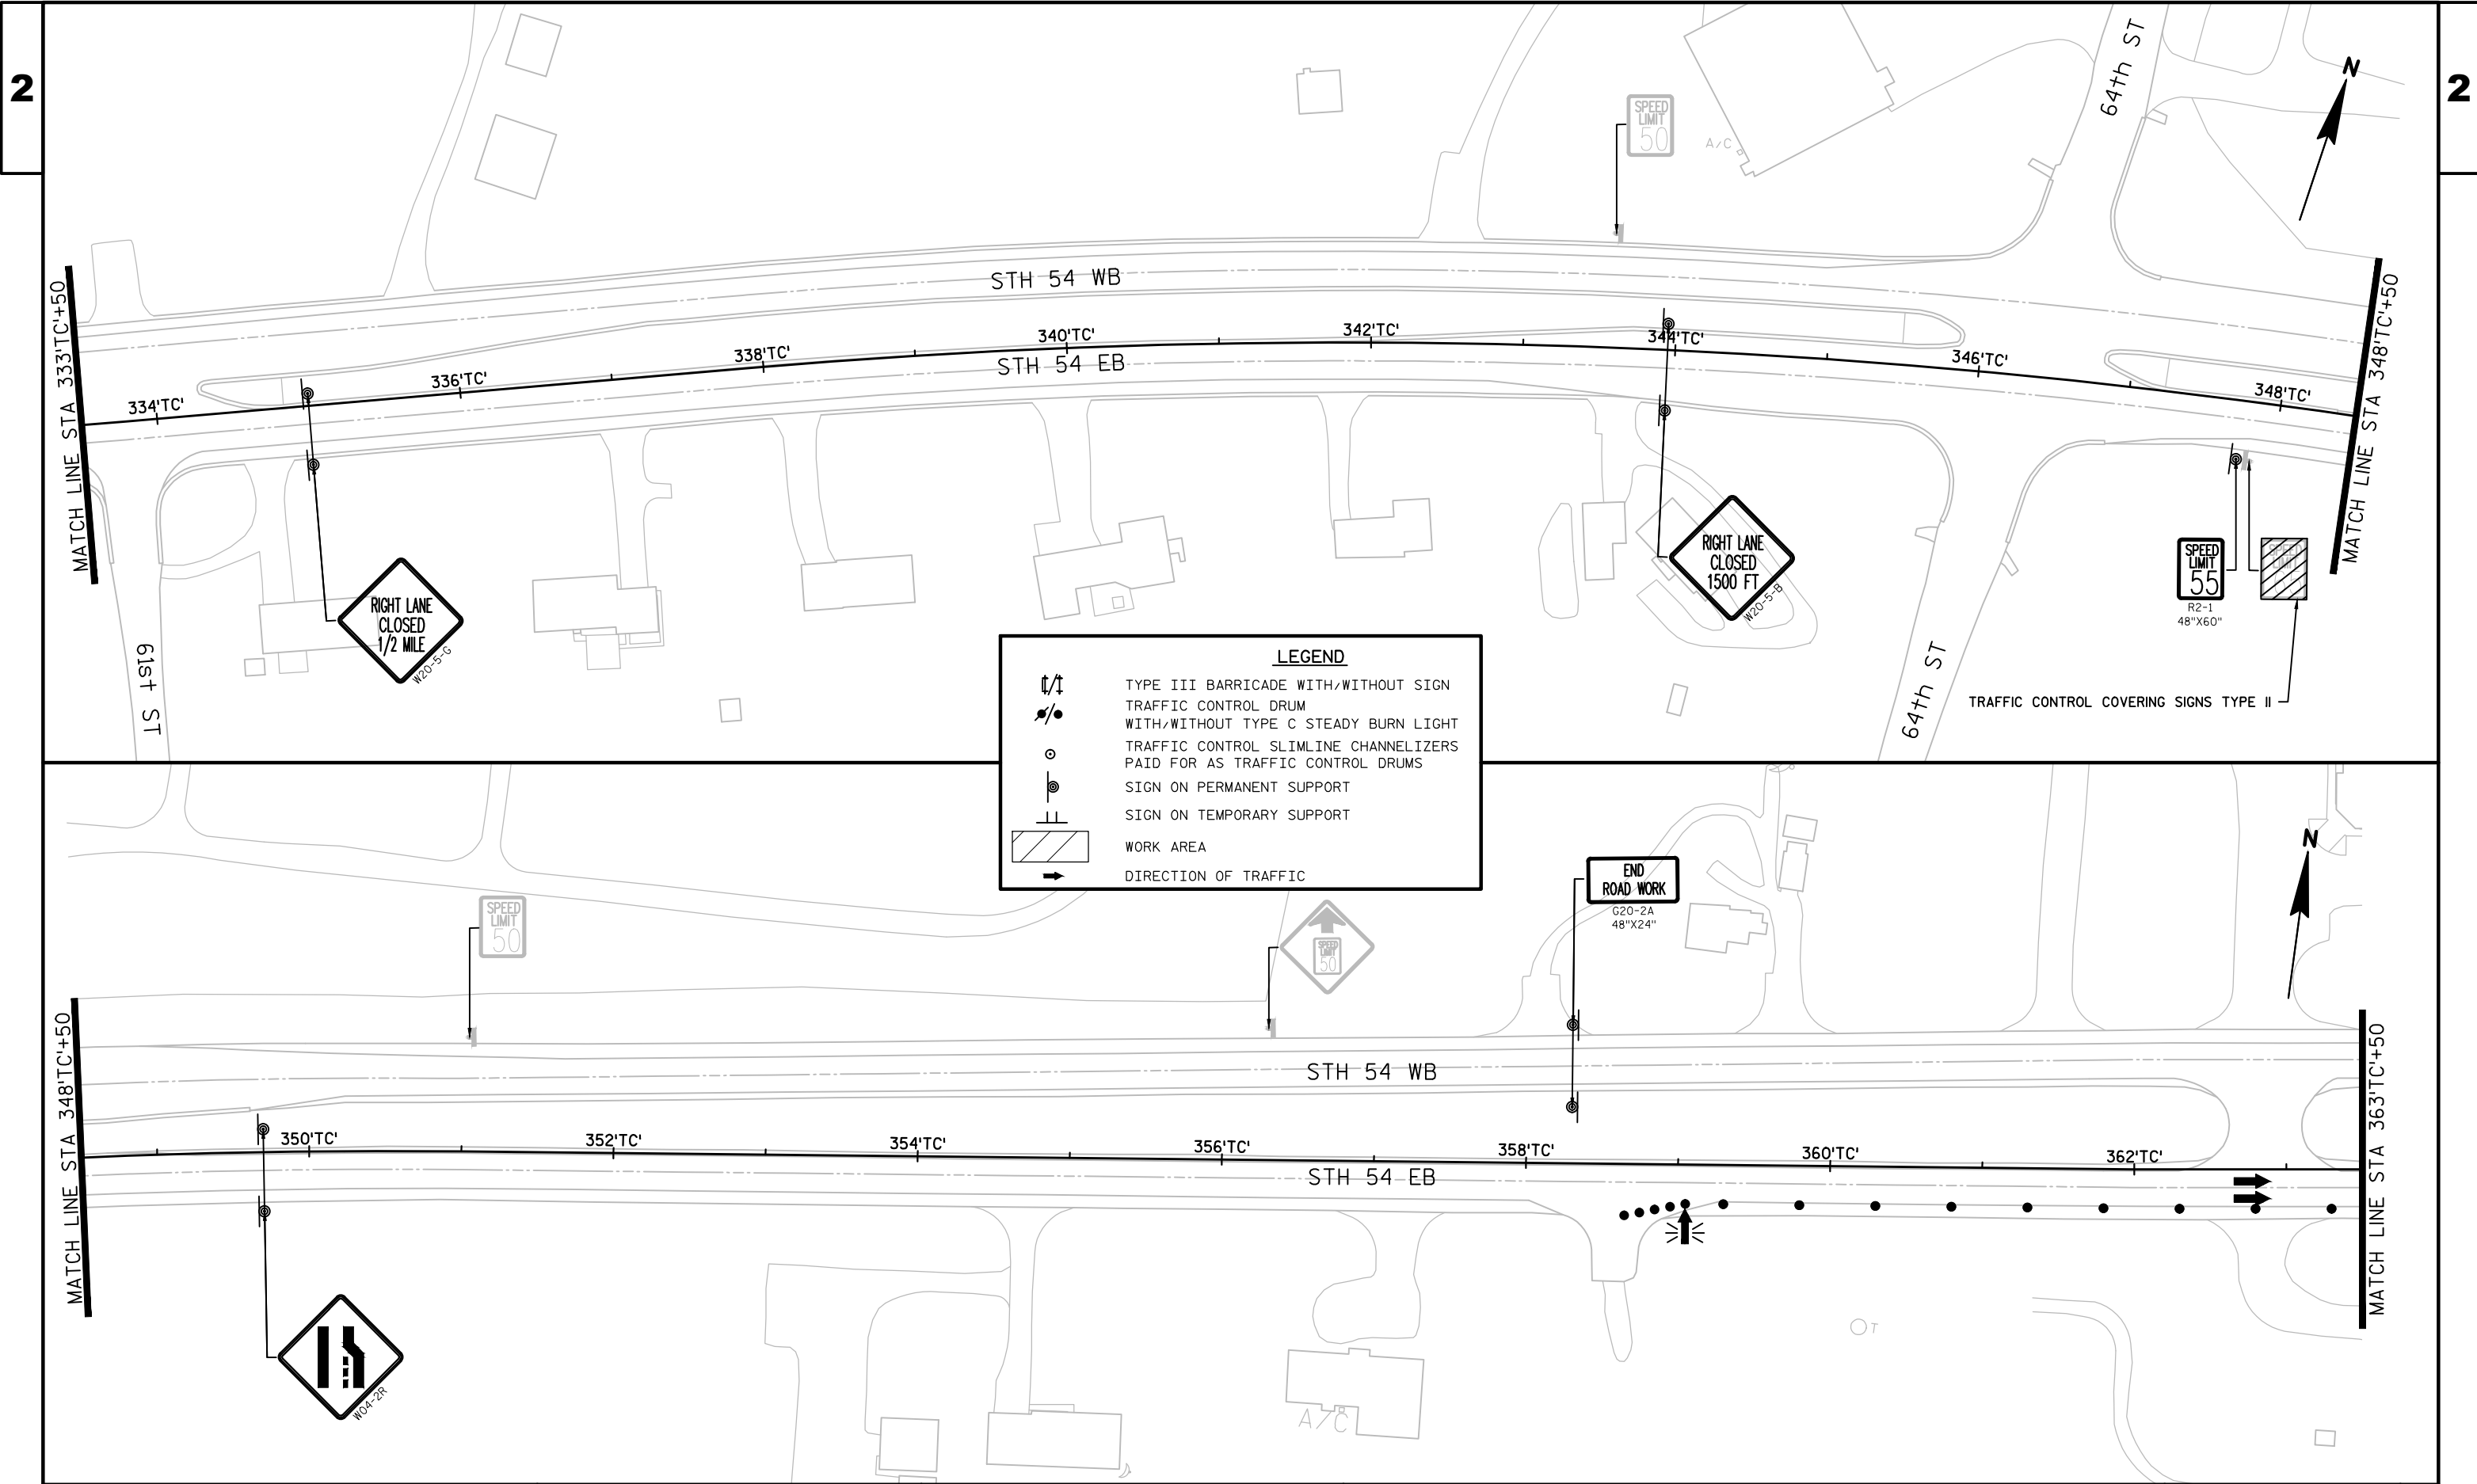 2
2
64th ST
N
SPEED
LIMIT
50
A/C
MATCH LINE STA 333'TC'+50
STH 54 WB
STH 54 EB
334'TC'
336'TC'
338'TC'
340'TC'
342'TC'
344'TC'
346'TC'
348'TC'
MATCH LINE STA 348'TC'+50
61st ST
RIGHT LANE
CLOSED
1/2 MILE
W20-5-G
RIGHT LANE
CLOSED
1500 FT
W20-5-B
64th ST
SPEED
LIMIT
55
R2-1
48"X60"
SPEED
LIMIT
TRAFFIC CONTROL COVERING SIGNS TYPE II
LEGEND
TYPE III BARRICADE WITH/WITHOUT SIGN
TRAFFIC CONTROL DRUM
WITH/WITHOUT TYPE C STEADY BURN LIGHT
TRAFFIC CONTROL SLIMLINE CHANNELIZERS
PAID FOR AS TRAFFIC CONTROL DRUMS
SIGN ON PERMANENT SUPPORT
SIGN ON TEMPORARY SUPPORT
WORK AREA
DIRECTION OF TRAFFIC
N
SPEED
LIMIT
50
SPEED
LIMIT
50
END
ROAD WORK
G20-2A
48"X24"
MATCH LINE STA 348'TC'+50
STH 54 WB
STH 54 EB
350'TC'
352'TC'
354'TC'
356'TC'
358'TC'
360'TC'
362'TC'
MATCH LINE STA 363'TC'+50
W04-2R
A/C
T